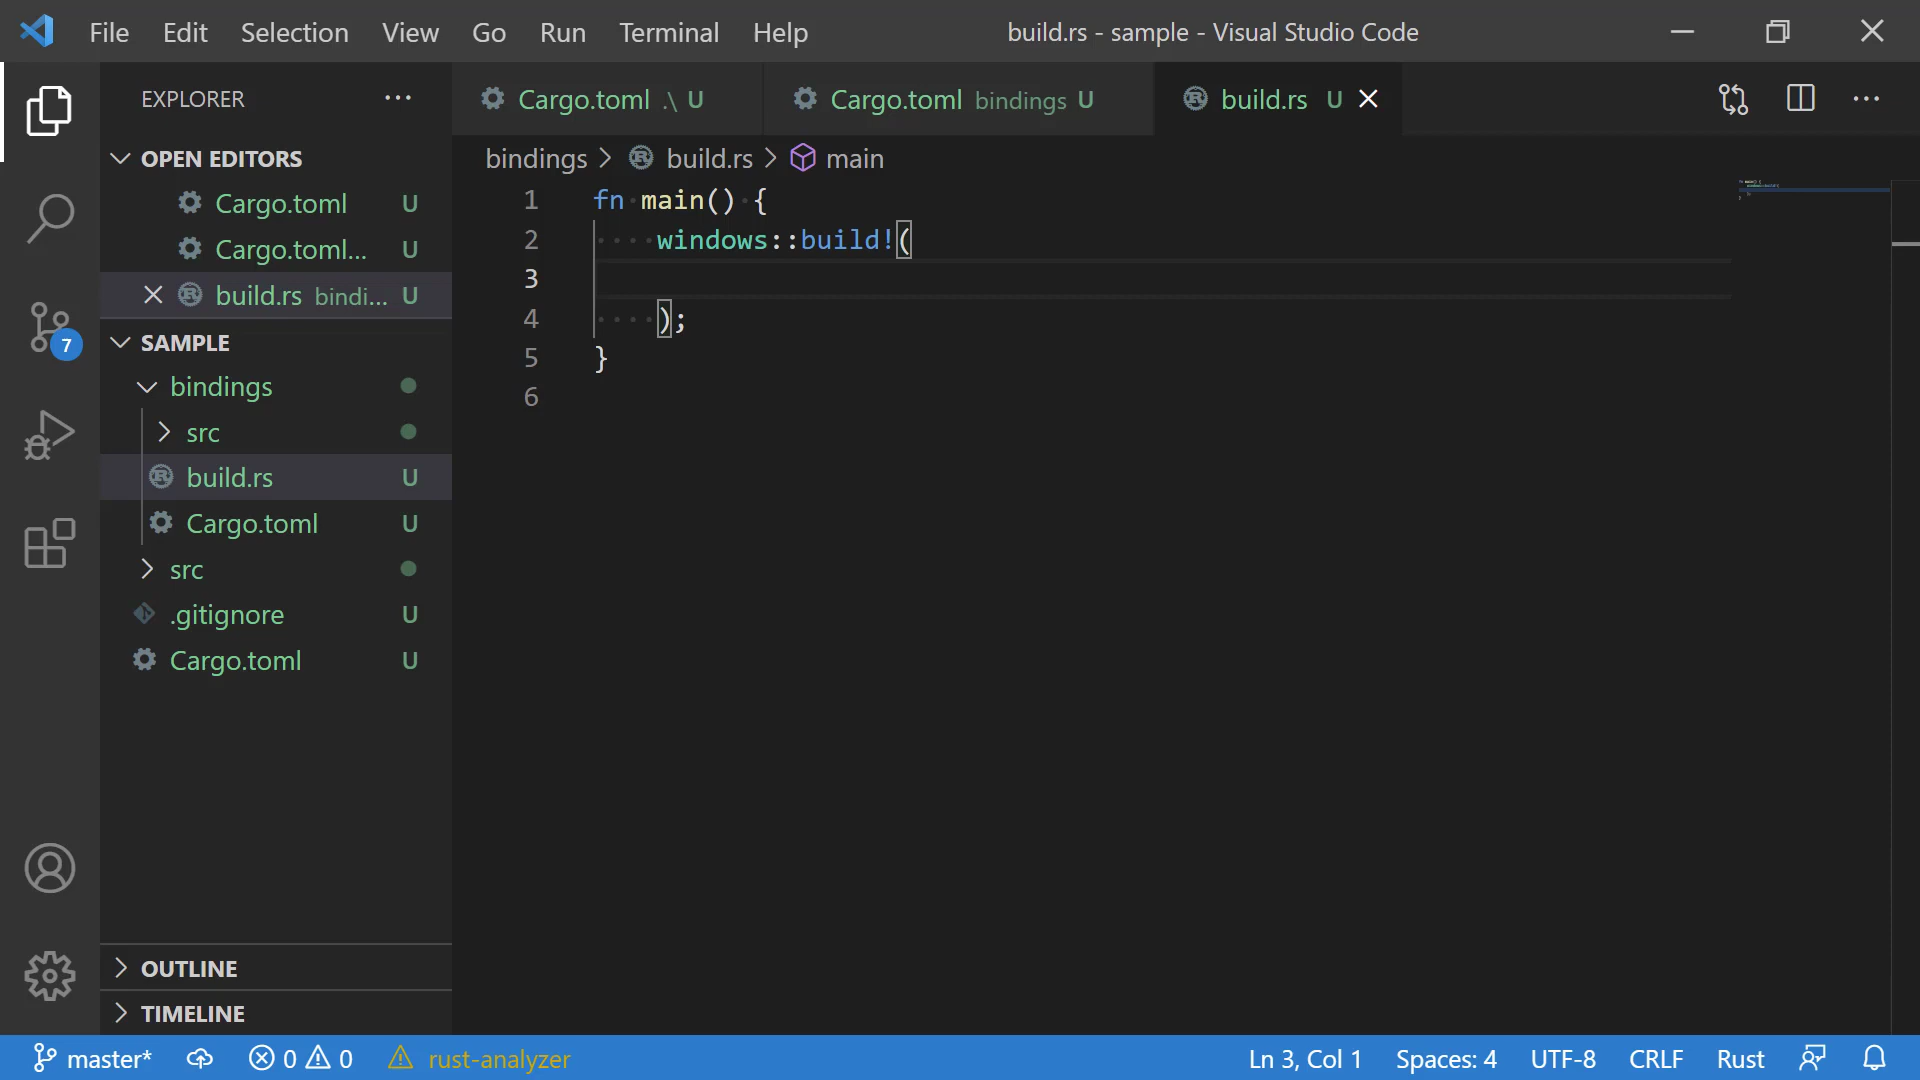 File Edit Selection View Go Run Terminal Help build.rs - sample - Visual Studio Code
EXPLORER
OPEN EDITORS
Cargo.toml U
Cargo.toml... U
build.rs bindi... U
7
SAMPLE
bindings
src
build.rs U
Cargo.toml U
src
.gitignore U
Cargo.toml U
OUTLINE
TIMELINE
Cargo.toml .\ U Cargo.toml bindings U build.rs U
bindings > build.rs > main
1 fn main() {
2 windows::build!(
3
4 );
5 }
6
master* 0 0 rust-analyzer Ln 3, Col 1 Spaces: 4 UTF-8 CRLF Rust